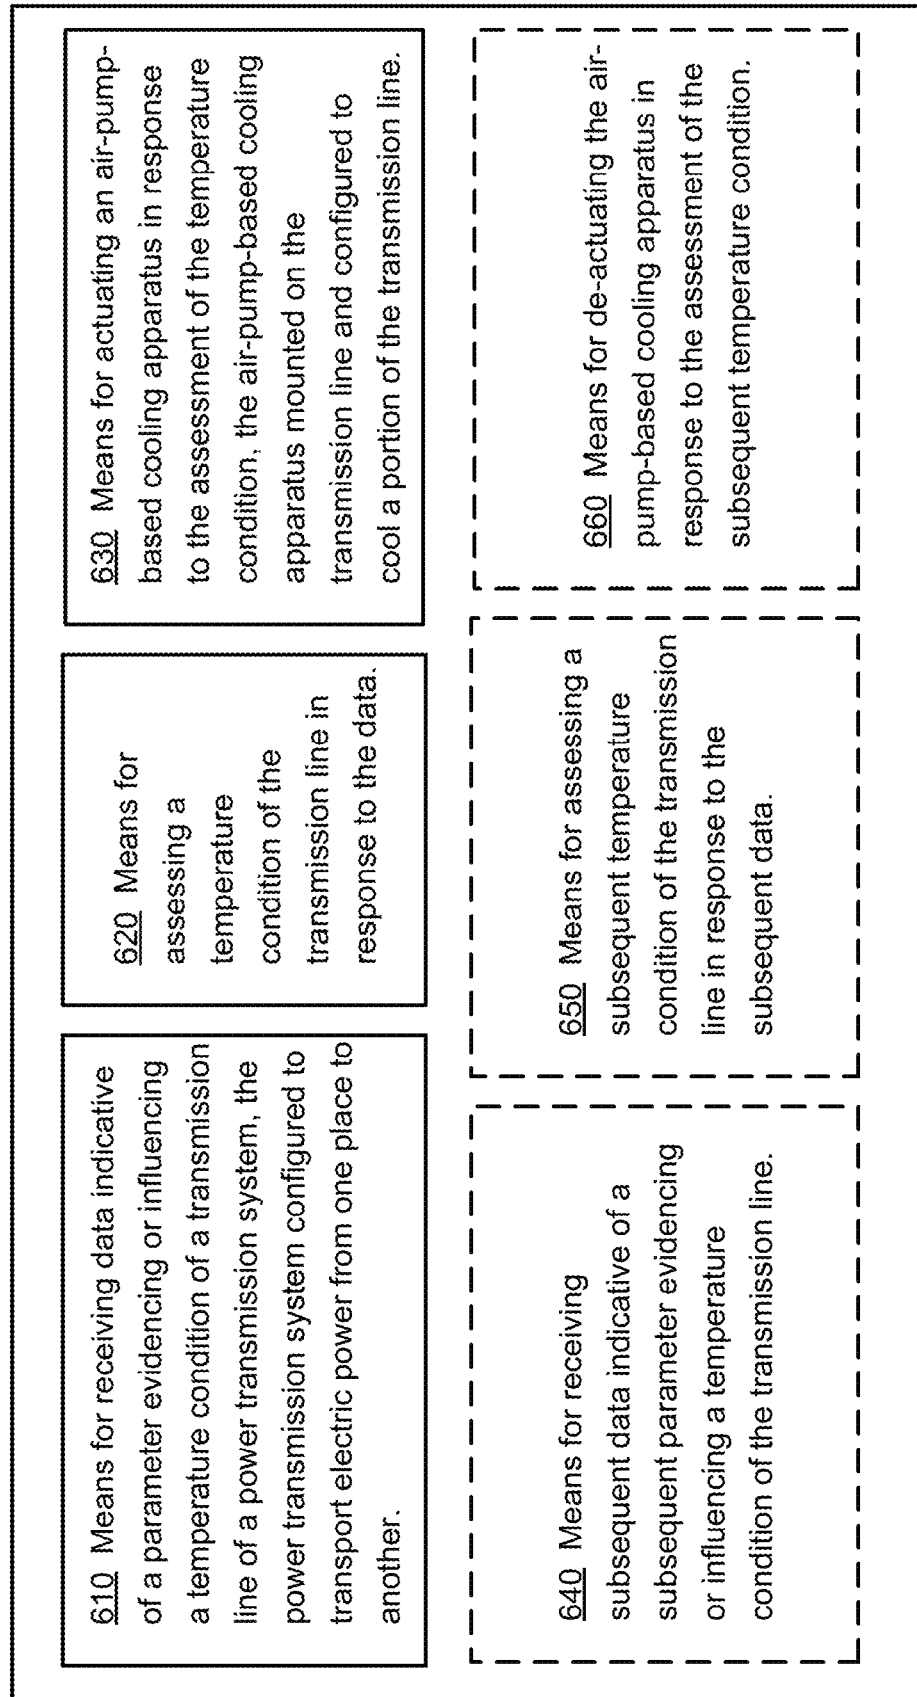 610 Means for receiving data indicative
of a parameter evidencing or influencing
a temperature condition of a transmission
line of a power transmission system, the
power transmission system configured to
transport electric power from one place to
another.
620 Means for
assessing a
temperature
condition of the
transmission line in
response to the data.
630 Means for actuating an air-pump-
based cooling apparatus in response
to the assessment of the temperature
condition, the air-pump-based cooling
apparatus mounted on the
transmission line and configured to
cool a portion of the transmission line.
640 Means for receiving
subsequent data indicative of a
subsequent parameter evidencing
or influencing a temperature
condition of the transmission line.
650 Means for assessing a
subsequent temperature
condition of the transmission
line in response to the
subsequent data.
660 Means for de-actuating the air-
pump-based cooling apparatus in
response to the assessment of the
subsequent temperature condition.